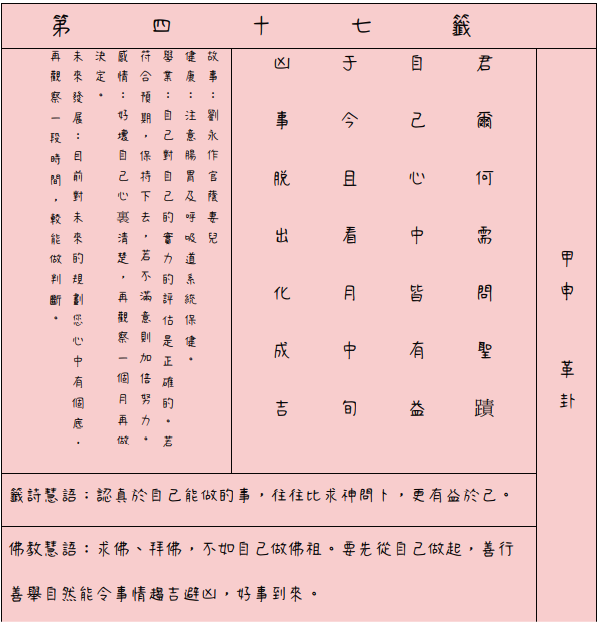 第四十七籤
甲申 革卦
君爾何需問聖蹟
自己心中皆有益
于今且看月中旬
凶事脫出化成吉
故事：劉永作官蔭妻兒
健康：注意腸胃及呼吸道系統保健。
學業：自己對自己的實力的評估是正確的。若
符合預期，保持下去，若不滿意則加倍努力。
感情：好壞自己心裏清楚，再觀察一個月再做
決定。
未來發展：目前對未來的規劃您心中有個底．
再觀察一段時間，較能做判斷。
籤詩慧語：認真於自己能做的事，往往比求神問卜，更有益於己。
佛教慧語：求佛、拜佛，不如自己做佛祖。要先從自己做起，善行
善舉自然能令事情趨吉避凶，好事到來。